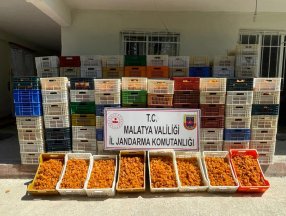 T.C.
MALATYA VALİLİĞİ
İL JANDARMA KOMUTANLIĞI